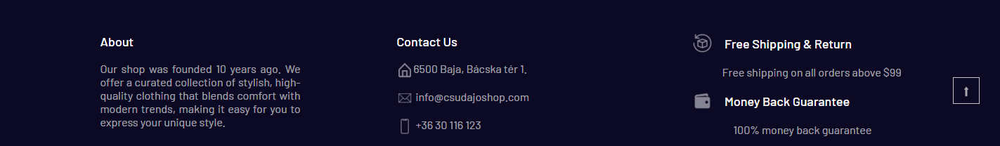 About
Our shop was founded 10 years ago. We
offer a curated collection of stylish, high-
quality clothing that blends comfort with
modern trends, making it easy for you to
express your unique style.
Contact Us
6500 Baja, Bácska tér 1.
info@csudajoshop.com
+36 30 116 123
Free Shipping & Return
Free shipping on all orders above $99
Money Back Guarantee
100% money back guarantee